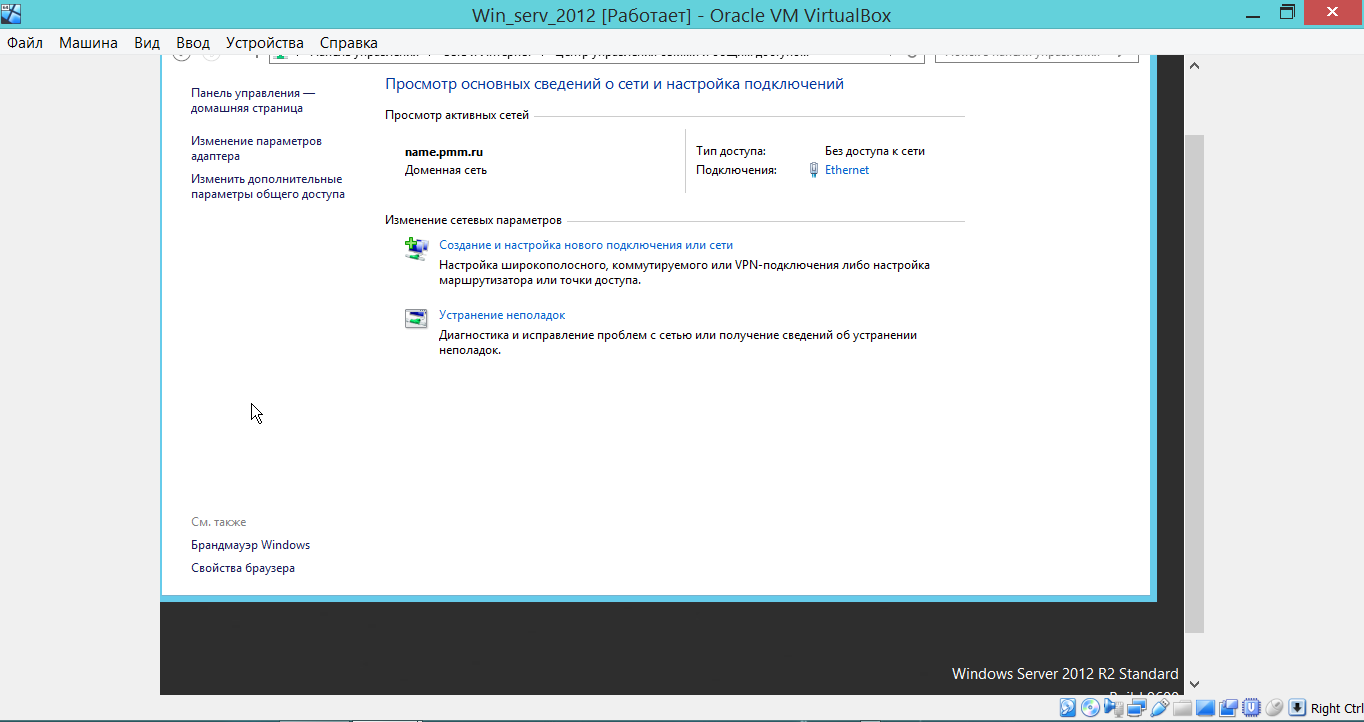 Win_serv_2012 [Работает] - Oracle VM VirtualBox
Файл Машина Вид Ввод Устройства Справка
Панель управления —
домашняя страница
Изменение параметров
адаптера
Изменить дополнительные
параметры общего доступа
Просмотр основных сведений о сети и настройка подключений
Просмотр активных сетей
name.pmm.ru
Доменная сеть
Тип доступа: Без доступа к сети
Подключения: Ethernet
Изменение сетевых параметров
Создание и настройка нового подключения или сети
Настройка широкополосного, коммутируемого или VPN-подключения либо настройка
маршрутизатора или точки доступа.
Устранение неполадок
Диагностика и исправление проблем с сетью или получение сведений об устранении
неполадок.
См. также
Брандмауэр Windows
Свойства браузера
Windows Server 2012 R2 Standard
Right Ctrl